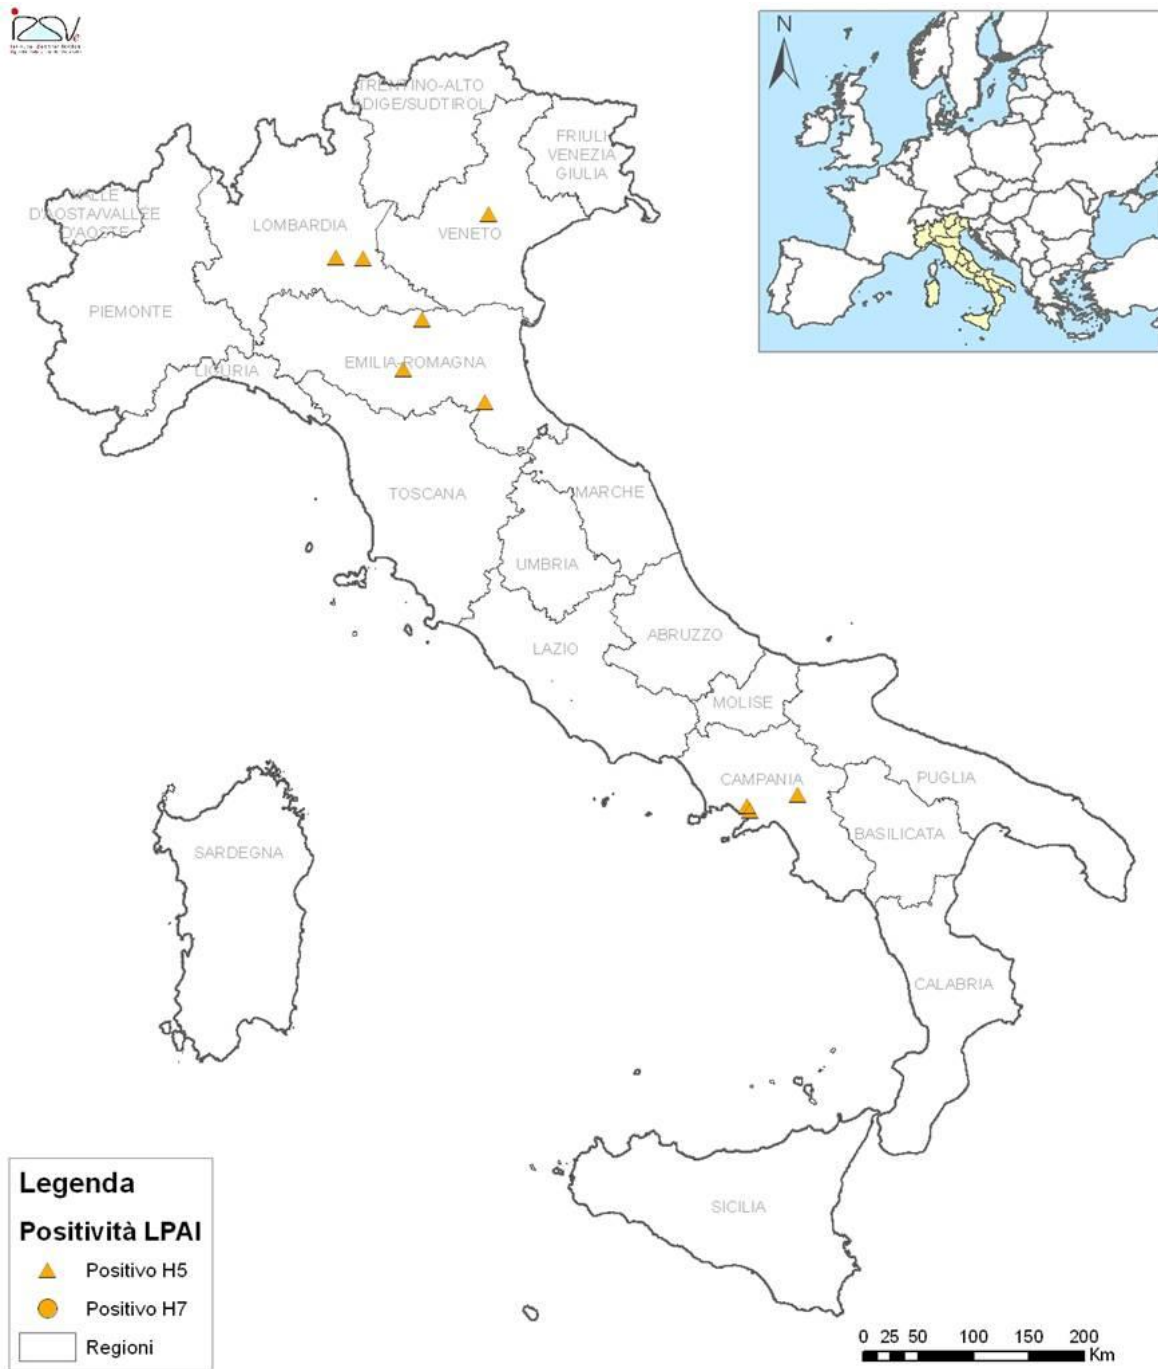 IZSVe
N
TRENTINO-ALTO
ADIGE/SUDTIROL
FRIULI
VENEZIA
GIULIA
VALLE
D'AOSTA/VALLÉE
D'AOSTE
LOMBARDIA
VENETO
PIEMONTE
EMILIA-ROMAGNA
LIGURIA
TOSCANA
MARCHE
UMBRIA
ABRUZZO
LAZIO
MOLISE
CAMPANIA
PUGLIA
BASILICATA
SARDEGNA
CALABRIA
SICILIA
Legenda
Positività LPAI
Positivo H5
Positivo H7
Regioni
0 25 50 100 150 200
Km